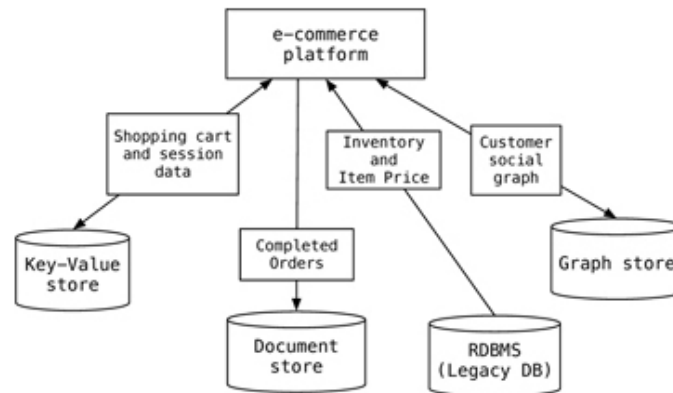 e-commerce
platform
Shopping cart
and session
data
Inventory
and
Item Price
Customer
social
graph
Completed
Orders
Key-Value
store
Graph store
Document
store
RDBMS
(Legacy DB)